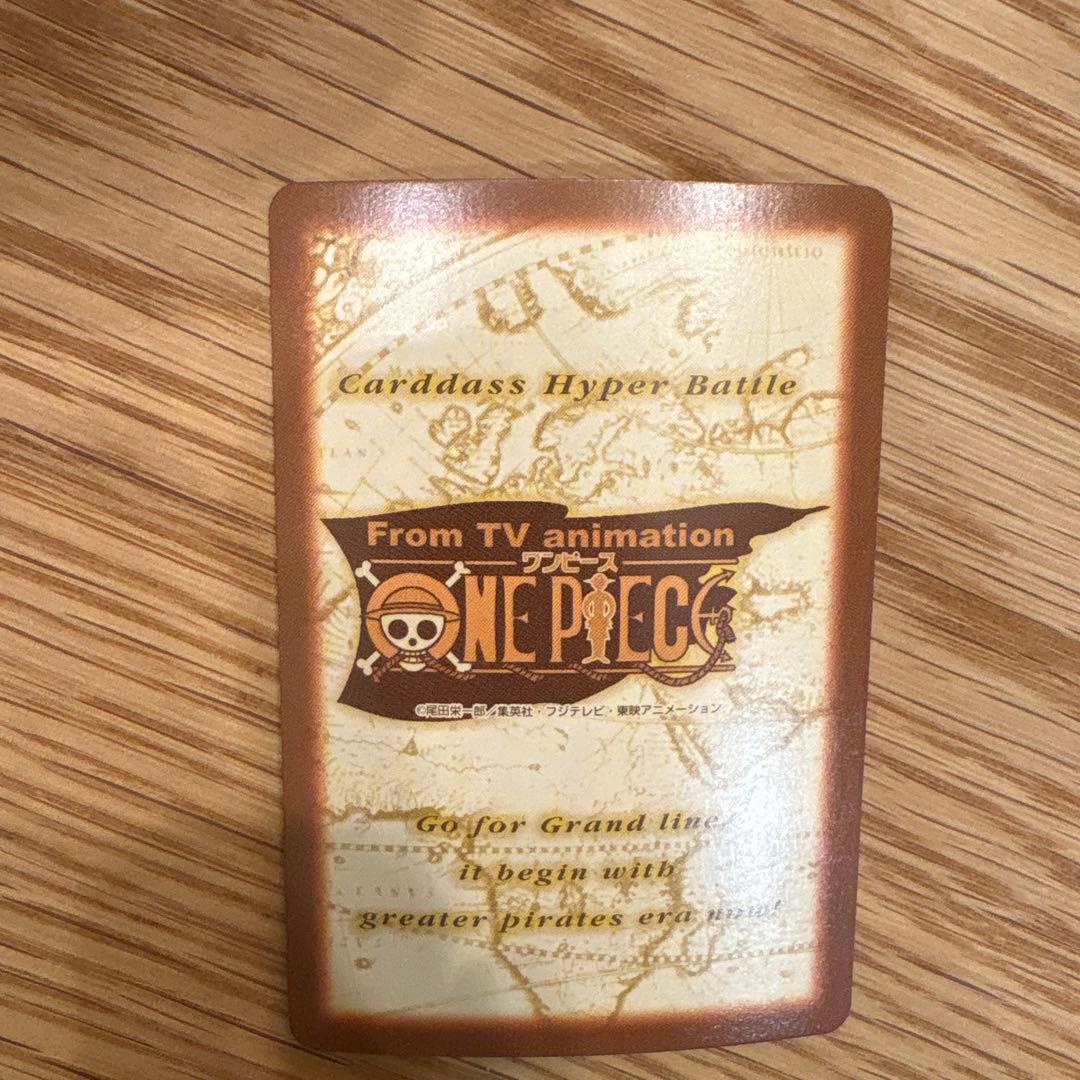 Carddass Hyper Battle
From TV animation
ワンピース
ONE PIECE
©尾田栄一郎/集英社・フジテレビ・東映アニメーション
Go for Grand line,
it begin with
greater pirates era now!